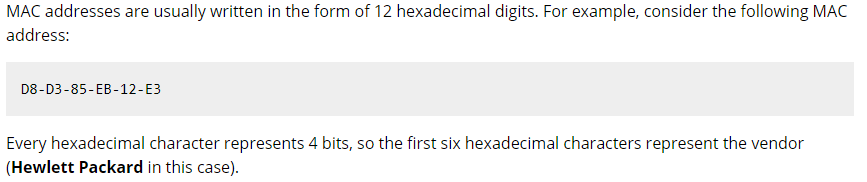 MAC addresses are usually written in the form of 12 hexadecimal digits. For example, consider the following MAC
address:
D8-D3-85-EB-12-E3
Every hexadecimal character represents 4 bits, so the first six hexadecimal characters represent the vendor
(Hewlett Packard in this case).